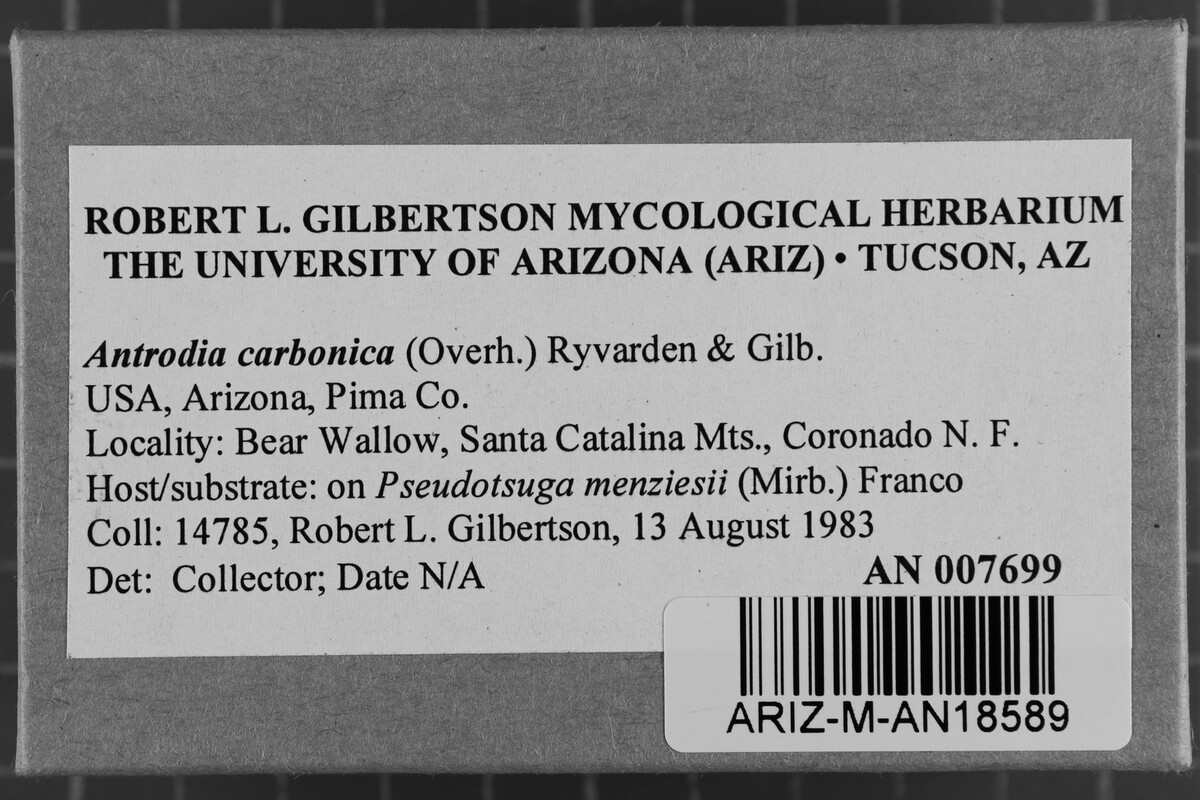 ROBERT L. GILBERTSON MYCOLOGICAL HERBARIUM
THE UNIVERSITY OF ARIZONA (ARIZ) • TUCSON, AZ
Antrodia carbonica (Overh.) Ryvarden & Gilb.
USA, Arizona, Pima Co.
Locality: Bear Wallow, Santa Catalina Mts., Coronado N. F.
Host/substrate: on Pseudotsuga menziesii (Mirb.) Franco
Coll: 14785, Robert L. Gilbertson, 13 August 1983
Det: Collector; Date N/A
AN 007699
ARIZ-M-AN18589